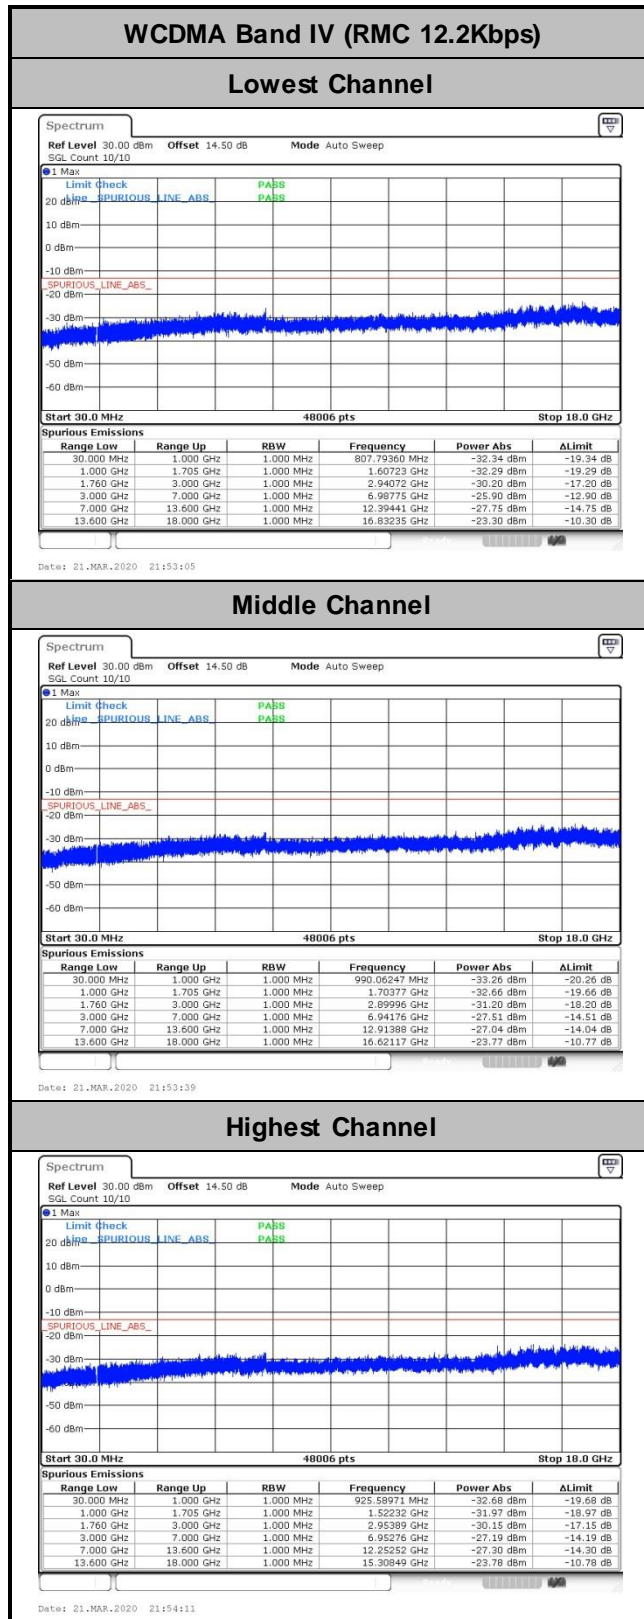 WCDMA Band IV (RMC 12.2Kbps)
Lowest Channel
Spectrum
Ref Level 30.00 dBm Offset 14.50 dB Mode Auto Sweep
SGL Count 10/10
1 Max
Limit Check PASS
Line _SPURIOUS_LINE_ABS_ PASS
20 dBm
10 dBm
0 dBm
-10 dBm
_SPURIOUS_LINE_ABS_
-20 dBm
-30 dBm
-50 dBm
-60 dBm
Start 30.0 MHz 48006 pts Stop 18.0 GHz
Spurious Emissions
Range Low Range Up RBW Frequency Power Abs ΔLimit
30.000 MHz 1.000 GHz 1.000 MHz 807.79360 MHz -32.34 dBm -19.34 dB
1.000 GHz 1.705 GHz 1.000 MHz 1.60723 GHz -32.29 dBm -19.29 dB
1.760 GHz 3.000 GHz 1.000 MHz 2.94072 GHz -30.20 dBm -17.20 dB
3.000 GHz 7.000 GHz 1.000 MHz 6.98775 GHz -25.90 dBm -12.90 dB
7.000 GHz 13.600 GHz 1.000 MHz 12.39441 GHz -27.75 dBm -14.75 dB
13.600 GHz 18.000 GHz 1.000 MHz 16.83235 GHz -23.30 dBm -10.30 dB
Date: 21.MAR.2020 21:53:05
Middle Channel
Spectrum
Ref Level 30.00 dBm Offset 14.50 dB Mode Auto Sweep
SGL Count 10/10
1 Max
Limit Check PASS
Line _SPURIOUS_LINE_ABS_ PASS
20 dBm
10 dBm
0 dBm
-10 dBm
_SPURIOUS_LINE_ABS_
-20 dBm
-30 dBm
-50 dBm
-60 dBm
Start 30.0 MHz 48006 pts Stop 18.0 GHz
Spurious Emissions
Range Low Range Up RBW Frequency Power Abs ΔLimit
30.000 MHz 1.000 GHz 1.000 MHz 990.06247 MHz -33.26 dBm -20.26 dB
1.000 GHz 1.705 GHz 1.000 MHz 1.70377 GHz -32.66 dBm -19.66 dB
1.760 GHz 3.000 GHz 1.000 MHz 2.89996 GHz -31.20 dBm -18.20 dB
3.000 GHz 7.000 GHz 1.000 MHz 6.94176 GHz -27.51 dBm -14.51 dB
7.000 GHz 13.600 GHz 1.000 MHz 12.91388 GHz -27.04 dBm -14.04 dB
13.600 GHz 18.000 GHz 1.000 MHz 16.62117 GHz -23.77 dBm -10.77 dB
Date: 21.MAR.2020 21:53:39
Highest Channel
Spectrum
Ref Level 30.00 dBm Offset 14.50 dB Mode Auto Sweep
SGL Count 10/10
1 Max
Limit Check PASS
Line _SPURIOUS_LINE_ABS_ PASS
20 dBm
10 dBm
0 dBm
-10 dBm
_SPURIOUS_LINE_ABS_
-20 dBm
-30 dBm
-50 dBm
-60 dBm
Start 30.0 MHz 48006 pts Stop 18.0 GHz
Spurious Emissions
Range Low Range Up RBW Frequency Power Abs ΔLimit
30.000 MHz 1.000 GHz 1.000 MHz 925.58971 MHz -32.68 dBm -19.68 dB
1.000 GHz 1.705 GHz 1.000 MHz 1.52232 GHz -31.97 dBm -18.97 dB
1.760 GHz 3.000 GHz 1.000 MHz 2.95389 GHz -30.15 dBm -17.15 dB
3.000 GHz 7.000 GHz 1.000 MHz 6.95276 GHz -27.19 dBm -14.19 dB
7.000 GHz 13.600 GHz 1.000 MHz 12.25252 GHz -27.30 dBm -14.30 dB
13.600 GHz 18.000 GHz 1.000 MHz 15.30849 GHz -23.78 dBm -10.78 dB
Date: 21.MAR.2020 21:54:11